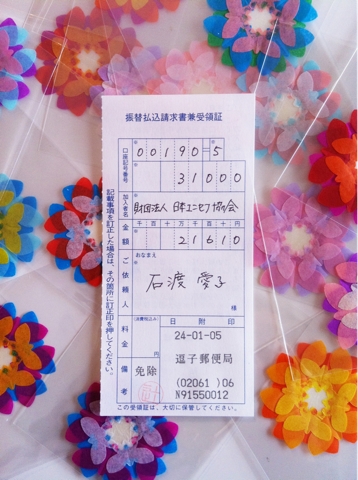 振替払込請求書兼受領証
口座記号番号 00190=5
31000
加入者名 財団法人 日本ユニセフ協会
金額 千 百 十 万 千 百 十 円
21610
ご依頼人 おなまえ
石渡 愛子
様
料金 (消費税込み) 円
日附印
24-01-05
逗子郵便局
(02061 )06
N91550012
備考 免除
記載事項を訂正した場合は、その箇所に訂正印を押してください。
この受領証は、大切に保管してください。